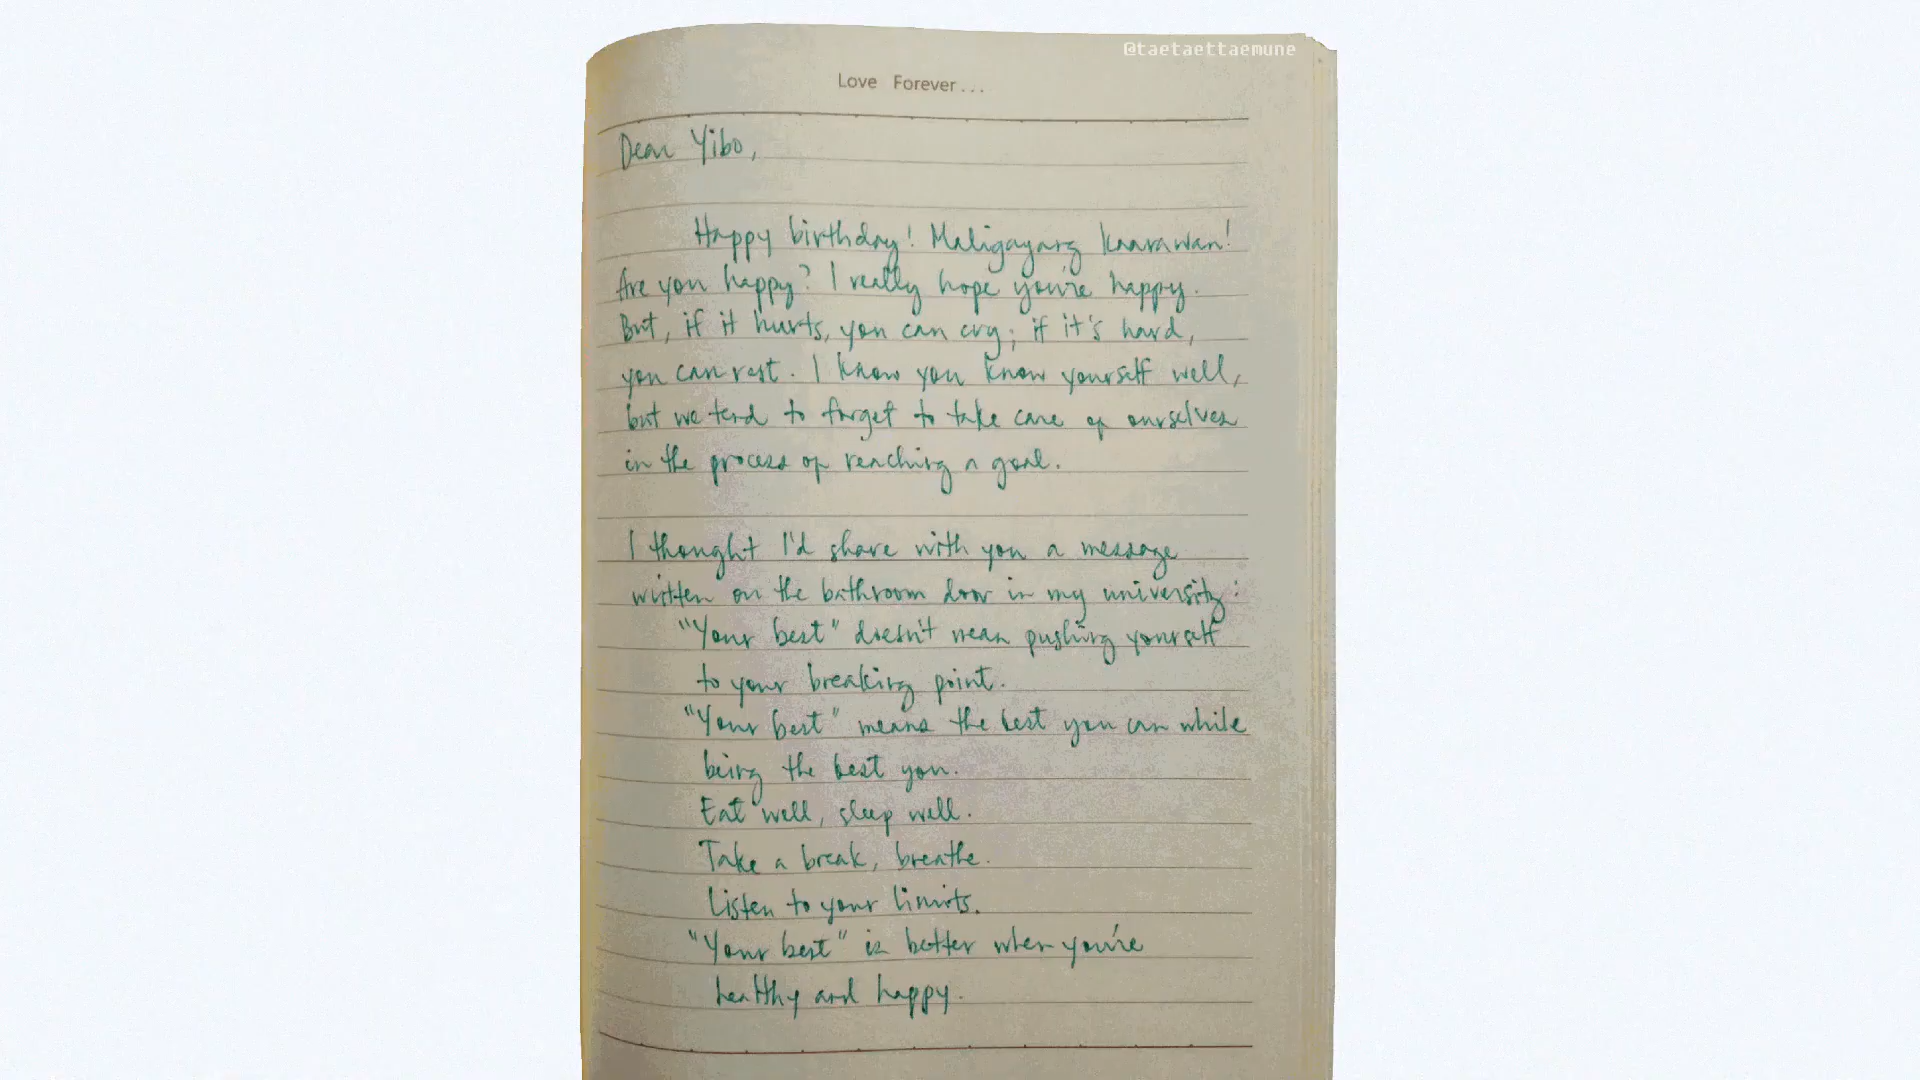 @taetaettaemune
Love Forever...
Dear Yibo,
Happy birthday! Maligayang kaarawan!
Are you happy? I really hope you're happy.
But, if it hurts, you can cry; if it's hard,
you can rest. I know you know yourself well,
but we tend to forget to take care of ourselves
in the process of reaching a goal.
I thought I'd share with you a message
written on the bathroom door in my university:
"Your best" doesn't mean pushing yourself
to your breaking point.
"Your best" means the best you can while
being the best you.
Eat well, sleep well.
Take a break, breathe.
Listen to your limits.
"Your best" is better when you're
healthy and happy.